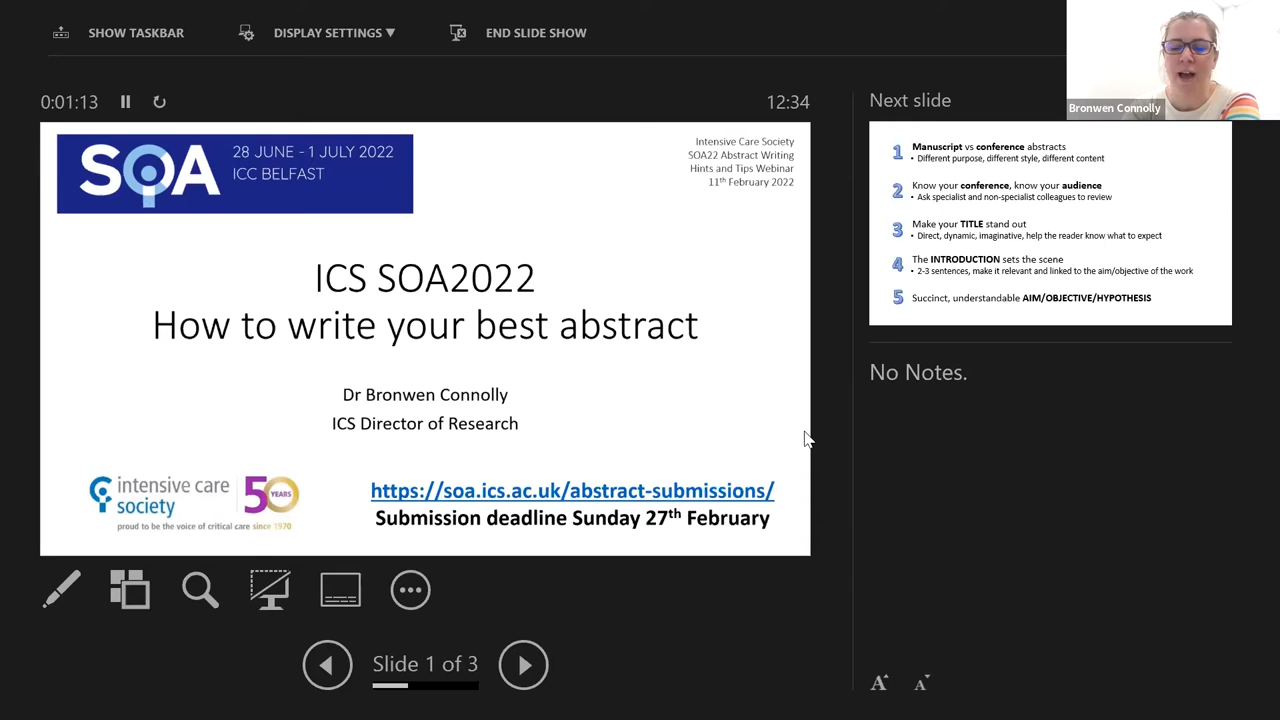 SHOW TASKBAR
DISPLAY SETTINGS ▼
END SLIDE SHOW
Bronwen Connolly
0:01:13
12:34
Next slide
SOA
28 JUNE - 1 JULY 2022
ICC BELFAST
Intensive Care Society
SOA22 Abstract Writing
Hints and Tips Webinar
11th February 2022
ICS SOA2022
How to write your best abstract
Dr Bronwen Connolly
ICS Director of Research
intensive care
society
50
YEARS
proud to be the voice of critical care since 1970
https://soa.ics.ac.uk/abstract-submissions/
Submission deadline Sunday 27th February
1 Manuscript vs conference abstracts
• Different purpose, different style, different content
2 Know your conference, know your audience
• Ask specialist and non-specialist colleagues to review
3 Make your TITLE stand out
• Direct, dynamic, imaginative, help the reader know what to expect
4 The INTRODUCTION sets the scene
• 2-3 sentences, make it relevant and linked to the aim/objective of the work
5 Succinct, understandable AIM/OBJECTIVE/HYPOTHESIS
No Notes.
Slide 1 of 3
A A